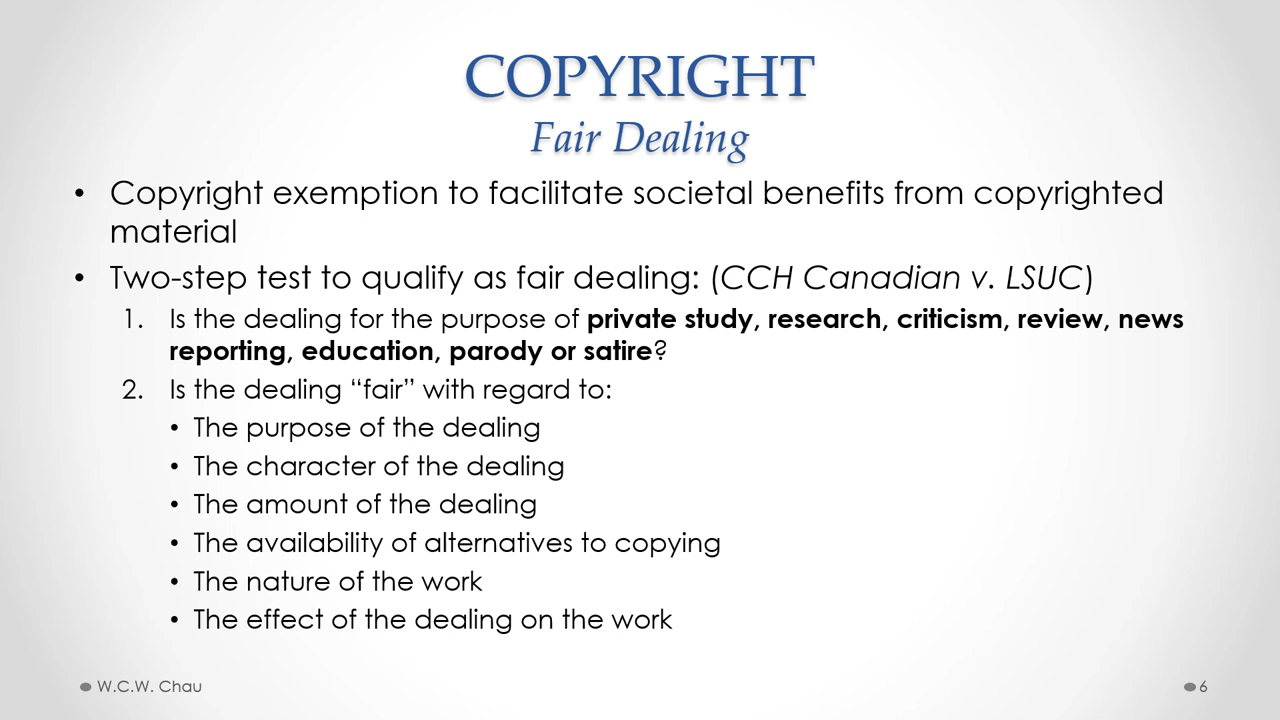 COPYRIGHT
Fair Dealing
• Copyright exemption to facilitate societal benefits from copyrighted
material
• Two-step test to qualify as fair dealing: (CCH Canadian v. LSUC)
1. Is the dealing for the purpose of private study, research, criticism, review, news
reporting, education, parody or satire?
2. Is the dealing “fair” with regard to:
• The purpose of the dealing
• The character of the dealing
• The amount of the dealing
• The availability of alternatives to copying
• The nature of the work
• The effect of the dealing on the work
W.C.W. Chau
6